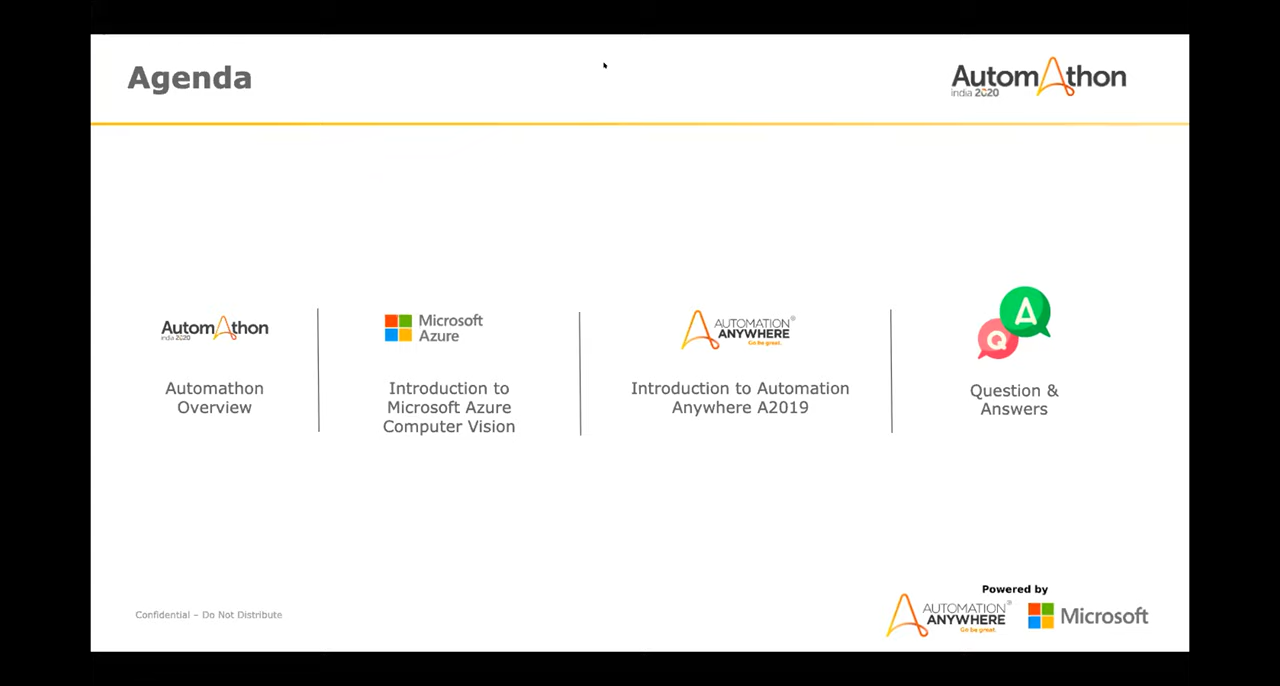 Agenda
AutomAthon
india 2020
AutomAthon
india 2020
Automathon
Overview
Microsoft
Azure
Introduction to
Microsoft Azure
Computer Vision
AUTOMATION®
ANYWHERE
Go be great.
Introduction to Automation
Anywhere A2019
Q
A
Question &
Answers
Confidential – Do Not Distribute
Powered by
AUTOMATION®
ANYWHERE
Go be great.
Microsoft